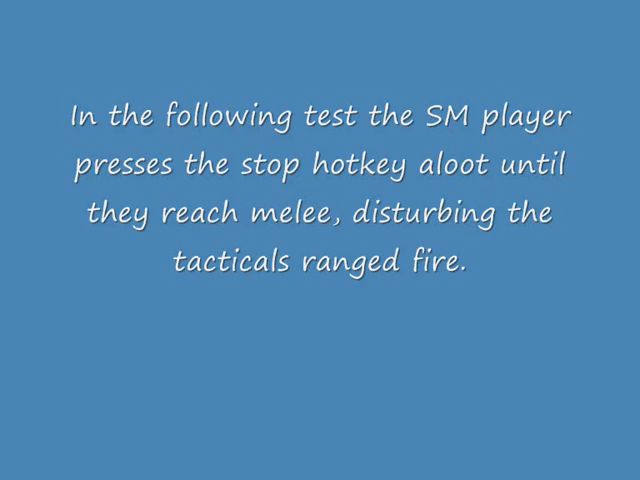 In the following test the SM player
presses the stop hotkey aloot until
they reach melee, disturbing the
tacticals ranged fire.